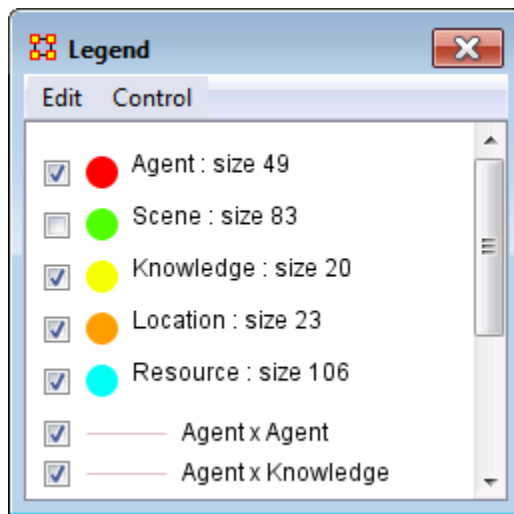 Legend
Edit Control
Agent : size 49
Scene : size 83
Knowledge : size 20
Location : size 23
Resource : size 106
Agent x Agent
Agent x Knowledge